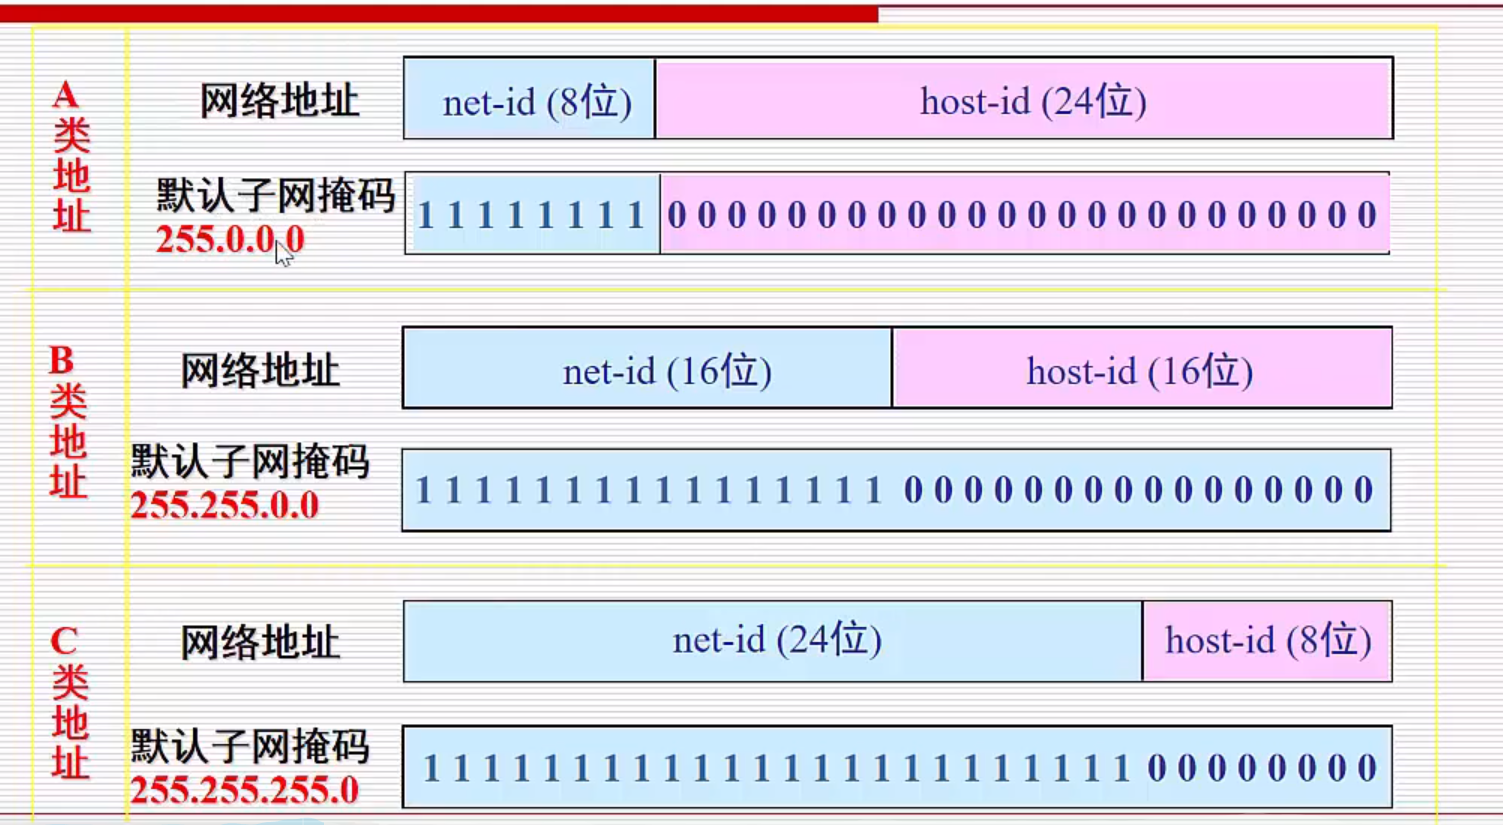 A类地址
网络地址
net-id (8位)
host-id (24位)
默认子网掩码
255.0.0.0
1 1 1 1 1 1 1 1 0 0 0 0 0 0 0 0 0 0 0 0 0 0 0 0 0 0 0 0 0 0 0 0
B类地址
网络地址
net-id (16位)
host-id (16位)
默认子网掩码
255.255.0.0
1 1 1 1 1 1 1 1 1 1 1 1 1 1 1 1 0 0 0 0 0 0 0 0 0 0 0 0 0 0 0 0
C类地址
网络地址
net-id (24位)
host-id (8位)
默认子网掩码
255.255.255.0
1 1 1 1 1 1 1 1 1 1 1 1 1 1 1 1 1 1 1 1 1 1 1 1 0 0 0 0 0 0 0 0